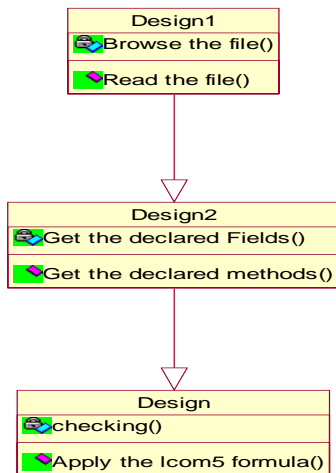 Design1
Browse the file()
Read the file()
Design2
Get the declared Fields()
Get the declared methods()
Design
checking()
Apply the lcom5 formula()